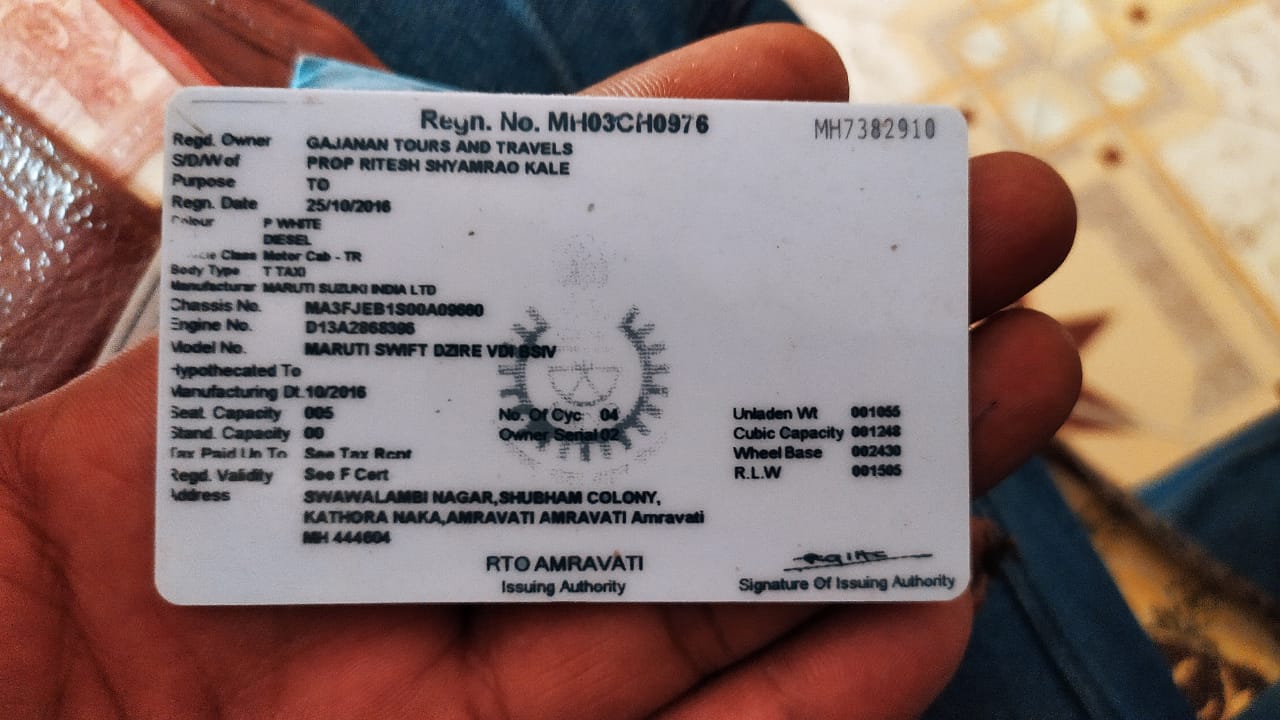 Regn. No. MH03CH0976 MH7382910
Regd. Owner GAJANAN TOURS AND TRAVELS
S/D/W of PROP RITESH SHYAMRAO KALE
Purpose TO
Regn. Date 25/10/2016
Colour P WHITE
DIESEL
Class Motor Cab - TR
Body Type T TAXI
Manufacturar MARUTI SUZUKI INDIA LTD
Chassis No. MA3FJEB1S00A09660
Engine No. D13A2868396
Model No. MARUTI SWIFT DZIRE VDI BSIV
Hypothecated To
Manufacturing Dt. 10/2016
Seat. Capacity 005 No. Of Cyc 04 Unladen Wt 001055
Stand. Capacity 00 Owner Serial 02 Cubic Capacity 001248
Tax Paid Up To See Tax Rcpt Wheel Base 002430
Regd. Validity See F Cert R.L.W 001505
Address SWAWALAMBI NAGAR,SHUBHAM COLONY,
KATHORA NAKA,AMRAVATI AMRAVATI Amravati
MH 444604
RTO AMRAVATI
Issuing Authority Signature Of Issuing Authority